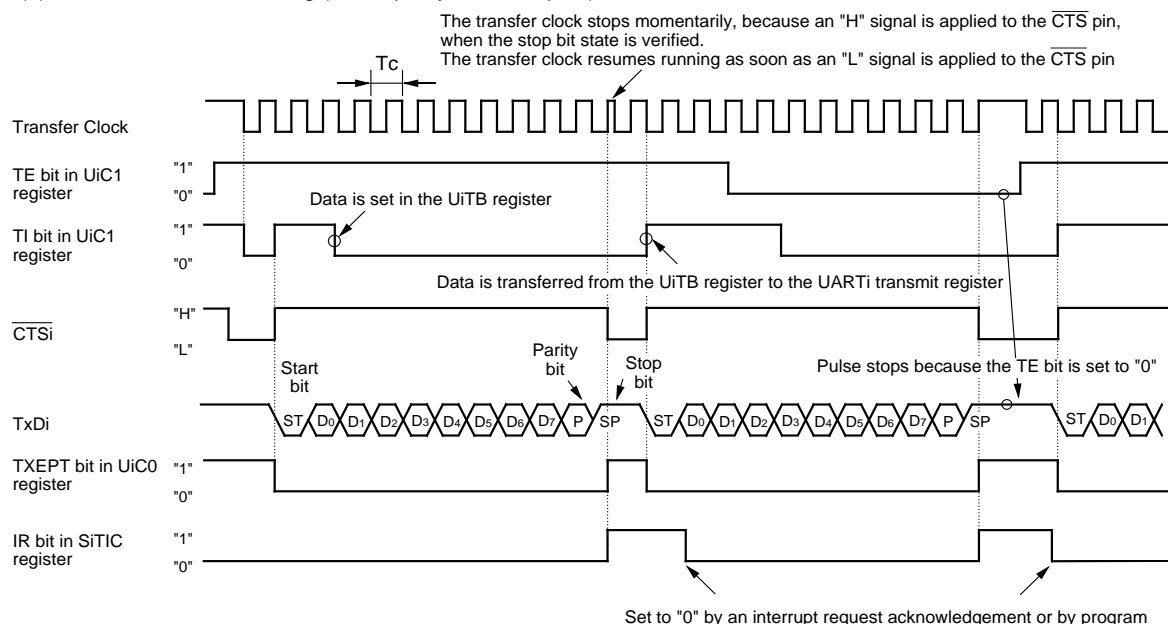 The transfer clock stops momentarily, because an "H" signal is applied to the CTS pin,
when the stop bit state is verified.
The transfer clock resumes running as soon as an "L" signal is applied to the CTS pin
Tc
Transfer Clock
TE bit in UiC1
register
"1"
"0"
Data is set in the UiTB register
TI bit in UiC1
register
"1"
"0"
Data is transferred from the UiTB register to the UARTi transmit register
CTSi
"H"
"L"
Start
bit
Parity
bit
Stop
bit
Pulse stops because the TE bit is set to "0"
TxDi
ST D0 D1 D2 D3 D4 D5 D6 D7 P SP ST D0 D1 D2 D3 D4 D5 D6 D7 P SP ST D0 D1
TXEPT bit in UiC0
register
"1"
"0"
IR bit in SiTIC
register
"1"
"0"
Set to "0" by an interrupt request acknowledgement or by program